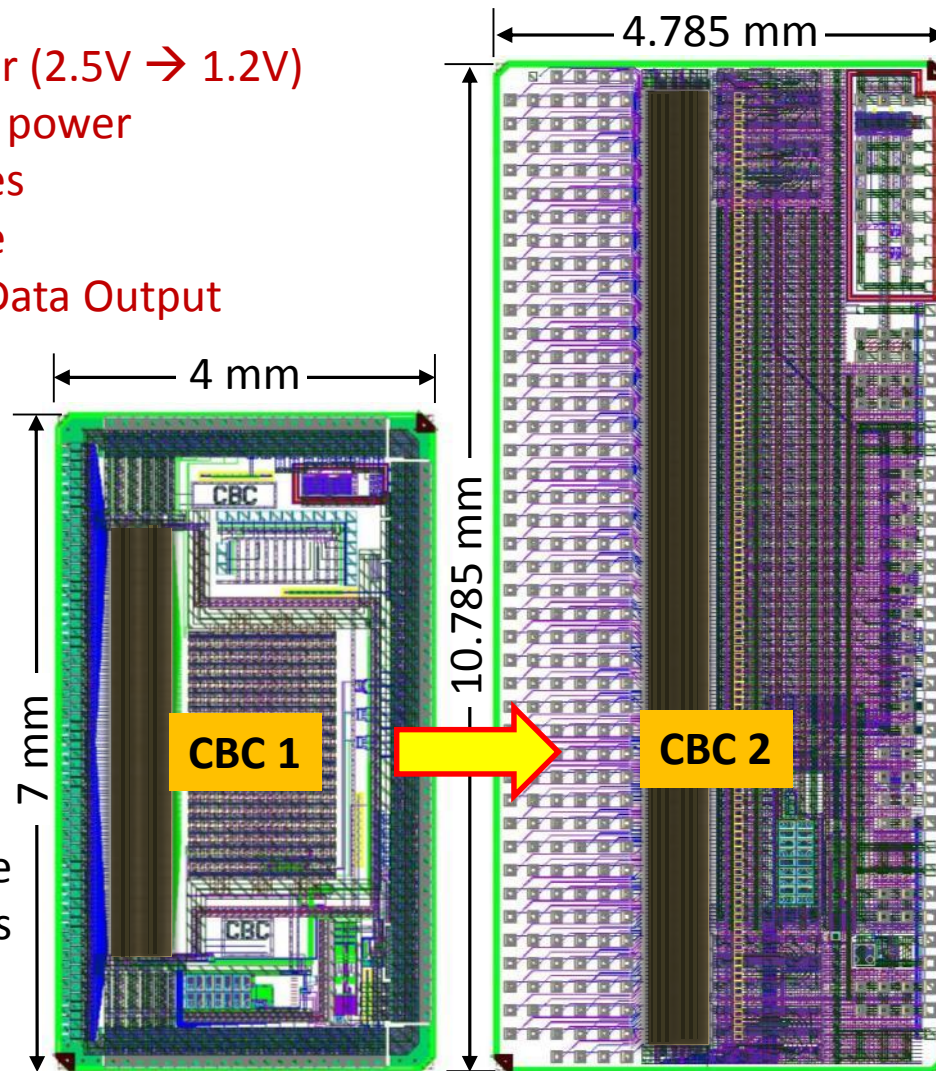 r (2.5V → 1.2V)
power
es
e
Data Output
4.785 mm
10.785 mm
4 mm
7 mm
CBC
CBC
CBC 1
CBC 2
e
s